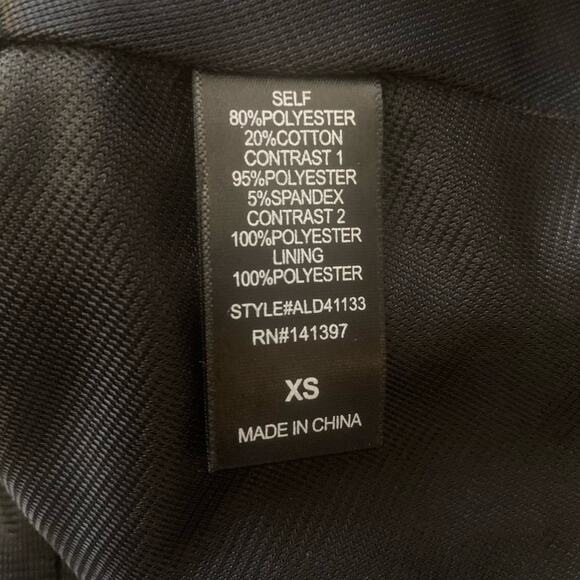 SELF
80%POLYESTER
20%COTTON
CONTRAST 1
95%POLYESTER
5%SPANDEX
CONTRAST 2
100%POLYESTER
LINING
100%POLYESTER
STYLE#ALD41133
RN#141397
XS
MADE IN CHINA